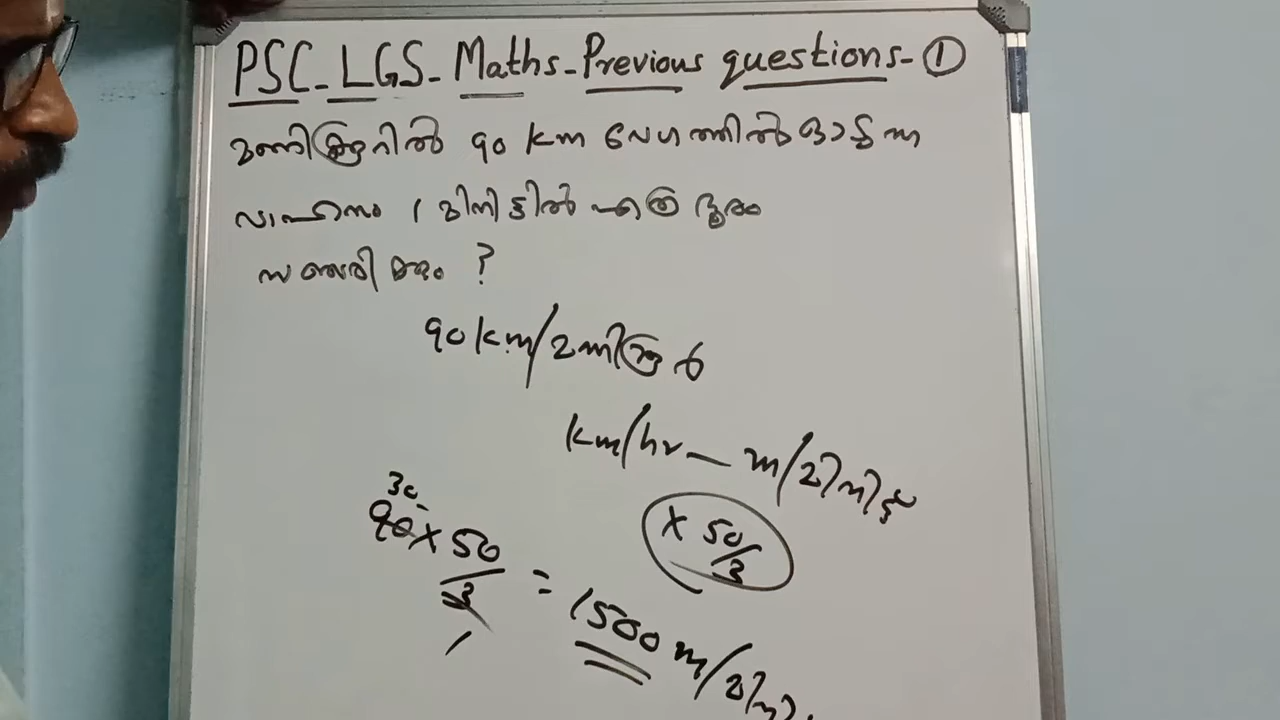 PSC-LGS-Maths-Previous questions-①
മണിക്കൂറിൽ 90 km വേഗത്തിൽ ഓടുന്ന
വാഹനം 1 മിനിട്ടിൽ എത്ര ദൂരം
സഞ്ചരിക്കും ?
90 km/മണിക്കൂർ
km/hr — m/മിനിട്ട്
× 50/3
30
90 × 50/3 = 1500 m/മിനി
1